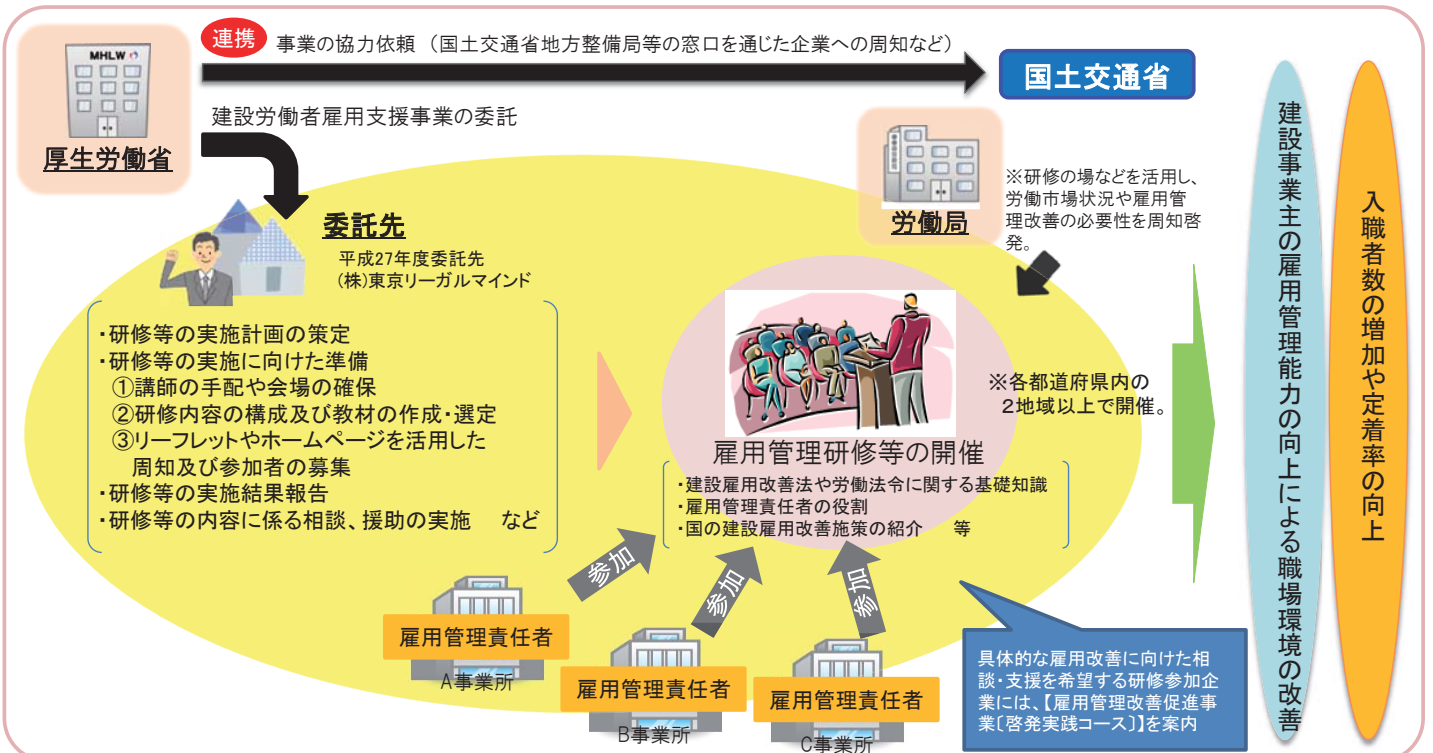 連携 事業の協力依頼 (国土交通省地方整備局等の窓口を通じた企業への周知など)
MHLW
厚生労働省
国土交通省
建設労働者雇用支援事業の委託
労働局
※研修の場などを活用し、
労働市場状況や雇用管
理改善の必要性を周知啓
発。
委託先
平成27年度委託先
(株)東京リーガルマインド
・研修等の実施計画の策定
・研修等の実施に向けた準備
①講師の手配や会場の確保
②研修内容の構成及び教材の作成・選定
③リーフレットやホームページを活用した
周知及び参加者の募集
・研修等の実施結果報告
・研修等の内容に係る相談、援助の実施 など
※各都道府県内の
2地域以上で開催。
雇用管理研修等の開催
・建設雇用改善法や労働法令に関する基礎知識
・雇用管理責任者の役割
・国の建設雇用改善施策の紹介 等
参加
参加
参加
雇用管理責任者
A事業所
雇用管理責任者
B事業所
雇用管理責任者
C事業所
具体的な雇用改善に向けた相
談・支援を希望する研修参加企
業には、【雇用管理改善促進事
業〔啓発実践コース〕】を案内
建設事業主の雇用管理能力の向上による職場環境の改善
入職者数の増加や定着率の向上